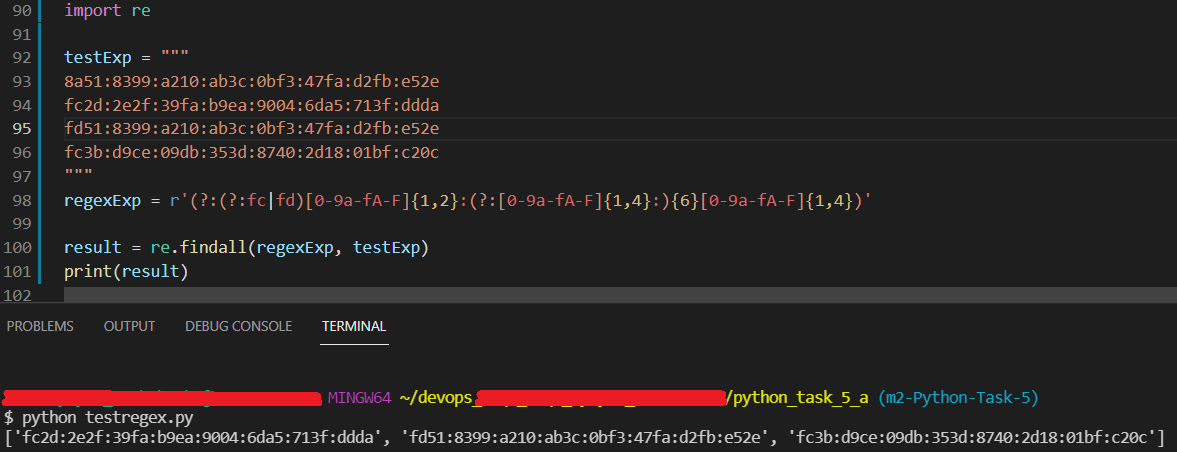 90 import re
91
92 testExp = """
93 8a51:8399:a210:ab3c:0bf3:47fa:d2fb:e52e
94 fc2d:2e2f:39fa:b9ea:9004:6da5:713f:ddda
95 fd51:8399:a210:ab3c:0bf3:47fa:d2fb:e52e
96 fc3b:d9ce:09db:353d:8740:2d18:01bf:c20c
97 """
98 regexExp = r'(?:(?:fc|fd)[0-9a-fA-F]{1,2}:(?:[0-9a-fA-F]{1,4}:){6}[0-9a-fA-F]{1,4})'
99
100 result = re.findall(regexExp, testExp)
101 print(result)
102
PROBLEMS OUTPUT DEBUG CONSOLE TERMINAL
MINGW64 ~/devops_ /python_task_5_a (m2-Python-Task-5)
$ python testregex.py
['fc2d:2e2f:39fa:b9ea:9004:6da5:713f:ddda', 'fd51:8399:a210:ab3c:0bf3:47fa:d2fb:e52e', 'fc3b:d9ce:09db:353d:8740:2d18:01bf:c20c']